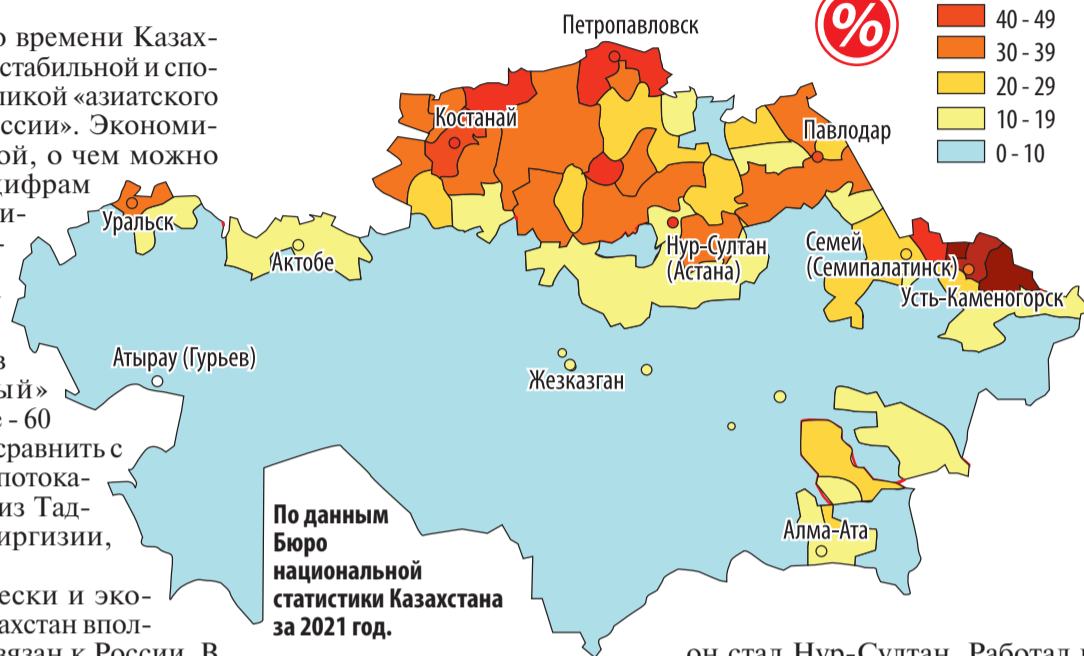 о времени Казах-
стабильной и спо-
ликой «азиатского
ссии». Экономи-
ой, о чем можно
цифрам
и-
-
в
ый»
е - 60
сравнить с
потока-
из Тад-
иргизии,
ески и эко-
ахстан впол-
вязан к России. В
%
40 - 49
30 - 39
20 - 29
10 - 19
0 - 10
Петропавловск
Костанай
Павлодар
Уральск
Актобе
Нур-Султан
(Астана)
Семей
(Семипалатинск)
Усть-Каменогорск
Атырау (Гурьев)
Жезказган
Алма-Ата
По данным
Бюро
национальной
статистики Казахстана
за 2021 год.
он стал Нур-Султан. Работал